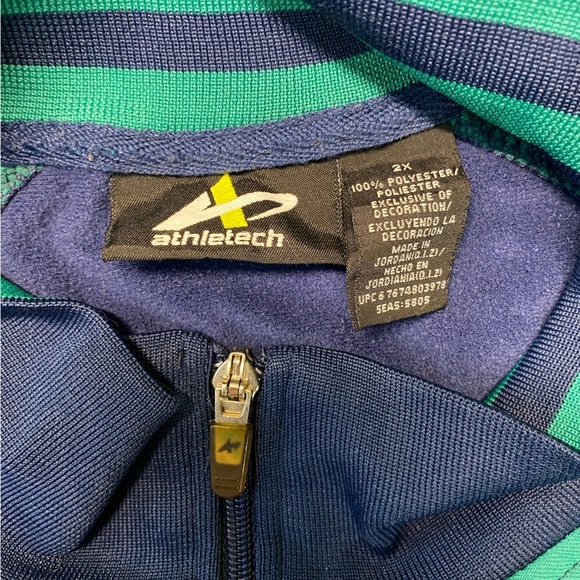 athletech
2X
100% POLYESTER/
POLIESTER
EXCLUSIVE OF
DECORATION/
EXCLUYENDO LA
DECORACION
MADE IN
JORDAN(Q.I.Z)/
HECHO EN
JORDIANIA(Q.I.Z)
UPC 6 7674803978
SEAS:5805